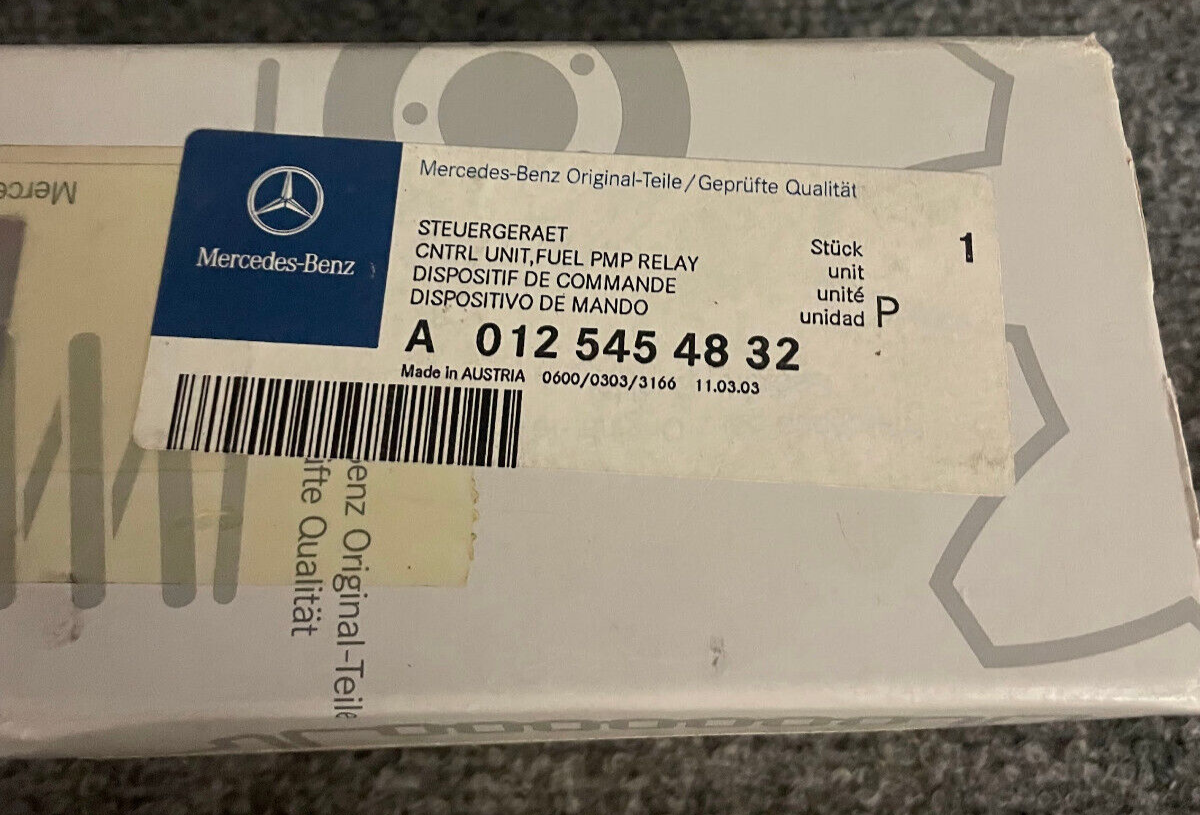 Mercedes-Benz
Mercedes-Benz Original-Teile/Geprüfte Qualität
STEUERGERAET
CNTRL UNIT,FUEL PMP RELAY
DISPOSITIF DE COMMANDE
DISPOSITIVO DE MANDO
Stück 1
unit
unité
unidad P
A 012 545 48 32
Made in AUSTRIA 0600/0303/3166 11.03.03
enz Original-Teile
üfte Qualität
Merce